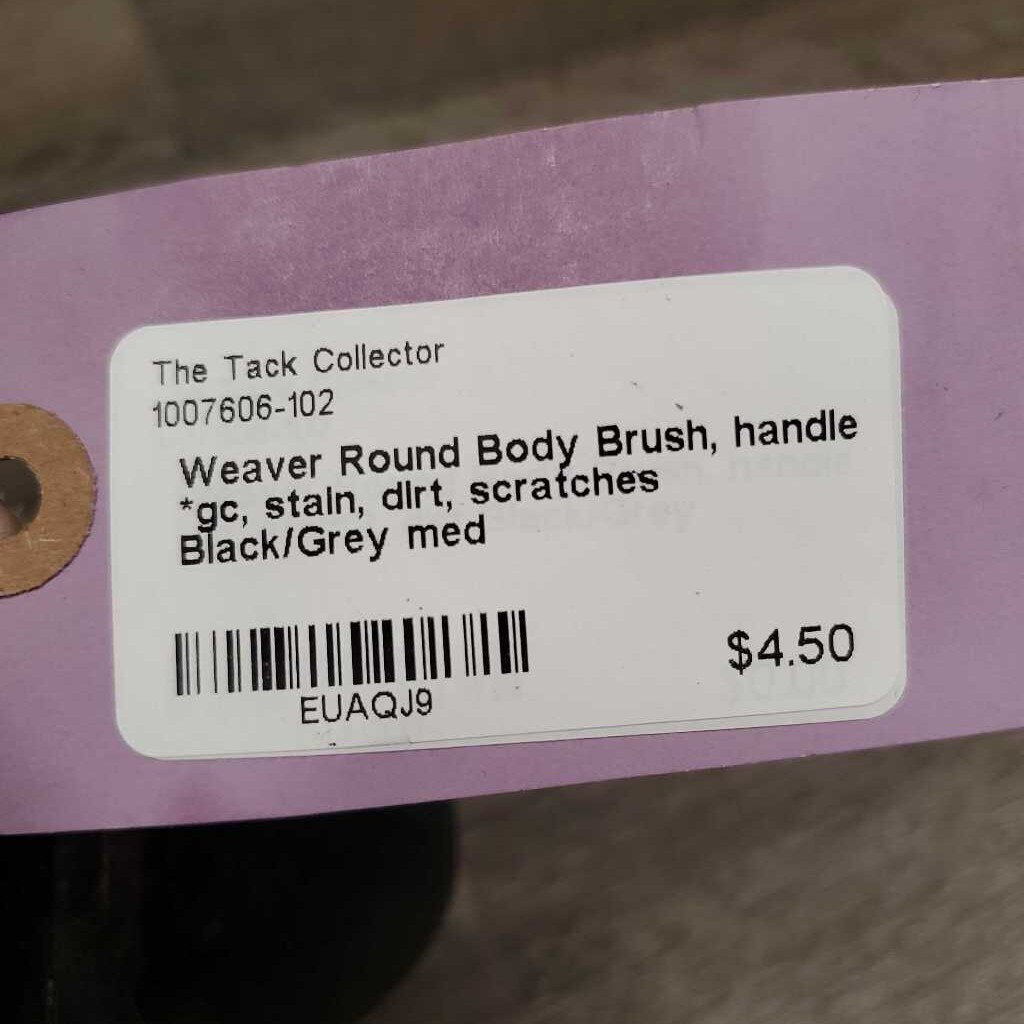 The Tack Collector
1007606-102
Weaver Round Body Brush, handle
*gc, stain, dirt, scratches
Black/Grey med
EUAQJ9
$4.50